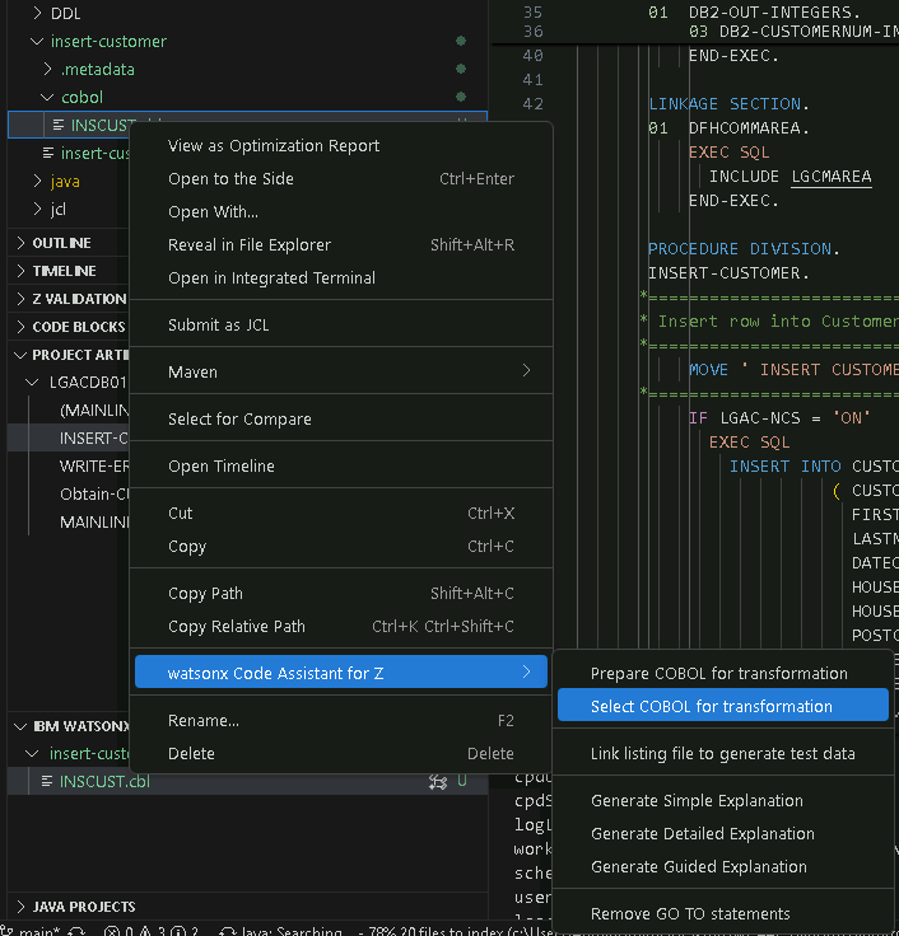 DDL
insert-customer
.metadata
cobol
INSCUST
insert-cus
java
jcl
OUTLINE
TIMELINE
Z VALIDATION
CODE BLOCKS
PROJECT ARTI
LGACDB01
(MAINLIN
INSERT-C
WRITE-ER
Obtain-CU
MAINLINE
IBM WATSONX
insert-custo
INSCUST.cbl U
JAVA PROJECTS
View as Optimization Report
Open to the Side Ctrl+Enter
Open With...
Reveal in File Explorer Shift+Alt+R
Open in Integrated Terminal
Submit as JCL
Maven
Select for Compare
Open Timeline
Cut Ctrl+X
Copy Ctrl+C
Copy Path Shift+Alt+C
Copy Relative Path Ctrl+K Ctrl+Shift+C
watsonx Code Assistant for Z
Rename... F2
Delete Delete
Prepare COBOL for transformation
Select COBOL for transformation
Link listing file to generate test data
Generate Simple Explanation
Generate Detailed Explanation
Generate Guided Explanation
Remove GO TO statements
35 01 DB2-OUT-INTEGERS.
36 03 DB2-CUSTOMERNUM-IN
40 END-EXEC.
41
42 LINKAGE SECTION.
01 DFHCOMMAREA.
EXEC SQL
INCLUDE LGCMAREA
END-EXEC.
PROCEDURE DIVISION.
INSERT-CUSTOMER.
*=========================
* Insert row into Customer
*=========================
MOVE ' INSERT CUSTOME
*=========================
IF LGAC-NCS = 'ON'
EXEC SQL
INSERT INTO CUSTO
( CUSTO
FIRST
LASTN
DATEO
HOUSE
HOUSE
POSTC
cpdS
logL
work
sche
user
main* 3 2 Java: Searching... - 78% 20 files to index (c:\Users